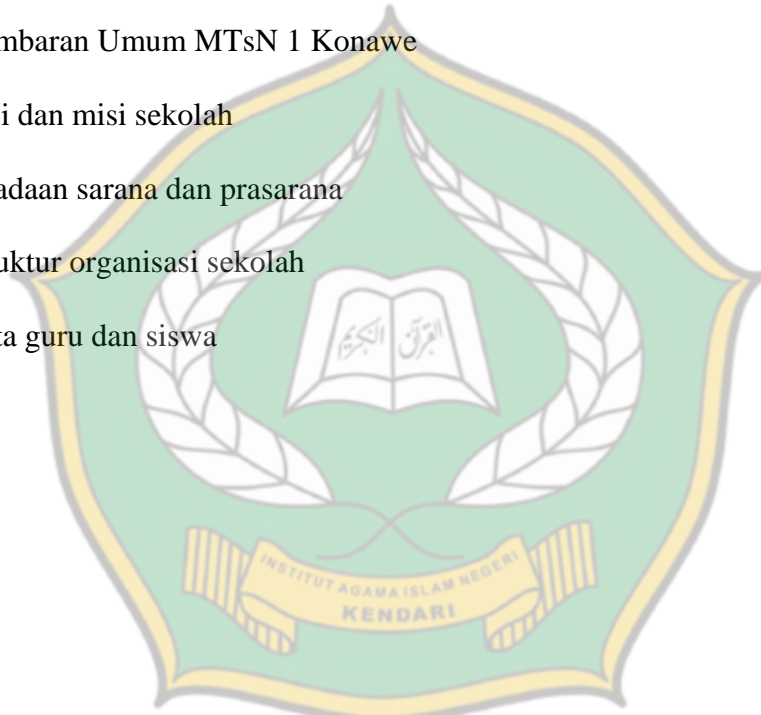 mbaran Umum MTsN 1 Konawe
i dan misi sekolah
adaan sarana dan prasarana
uktur organisasi sekolah
ta guru dan siswa
القرآن الكريم
INSTITUT AGAMA ISLAM NEGERI
KENDARI